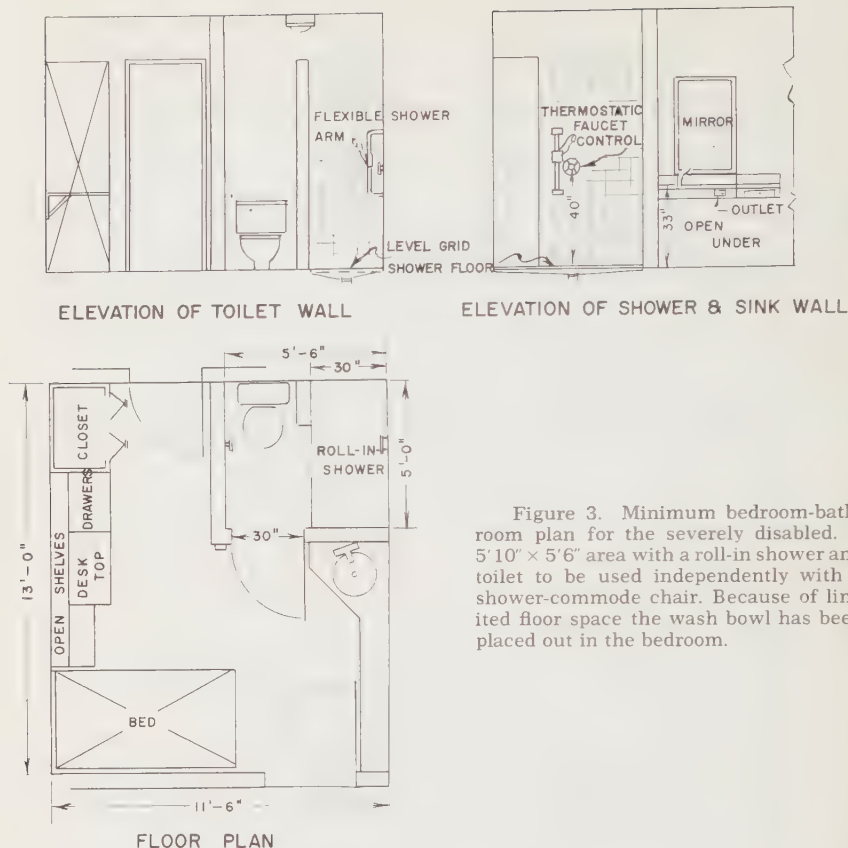 FLEXIBLE SHOWER
ARM
LEVEL GRID
SHOWER FLOOR
ELEVATION OF TOILET WALL
THERMOSTATIC
FAUCET
CONTROL
MIRROR
40"
33"
OUTLET
OPEN
UNDER
ELEVATION OF SHOWER & SINK WALL
5'-6"
30"
CLOSET
DRAWERS
DESK
TOP
OPEN SHELVES
13'-0"
ROLL-IN
SHOWER
5'-0"
30"
BED
11'-6"
FLOOR PLAN
Figure 3. Minimum bedroom-bath
room plan for the severely disabled.
5'10" × 5'6" area with a roll-in shower an
toilet to be used independently with
shower-commode chair. Because of lim
ited floor space the wash bowl has bee
placed out in the bedroom.